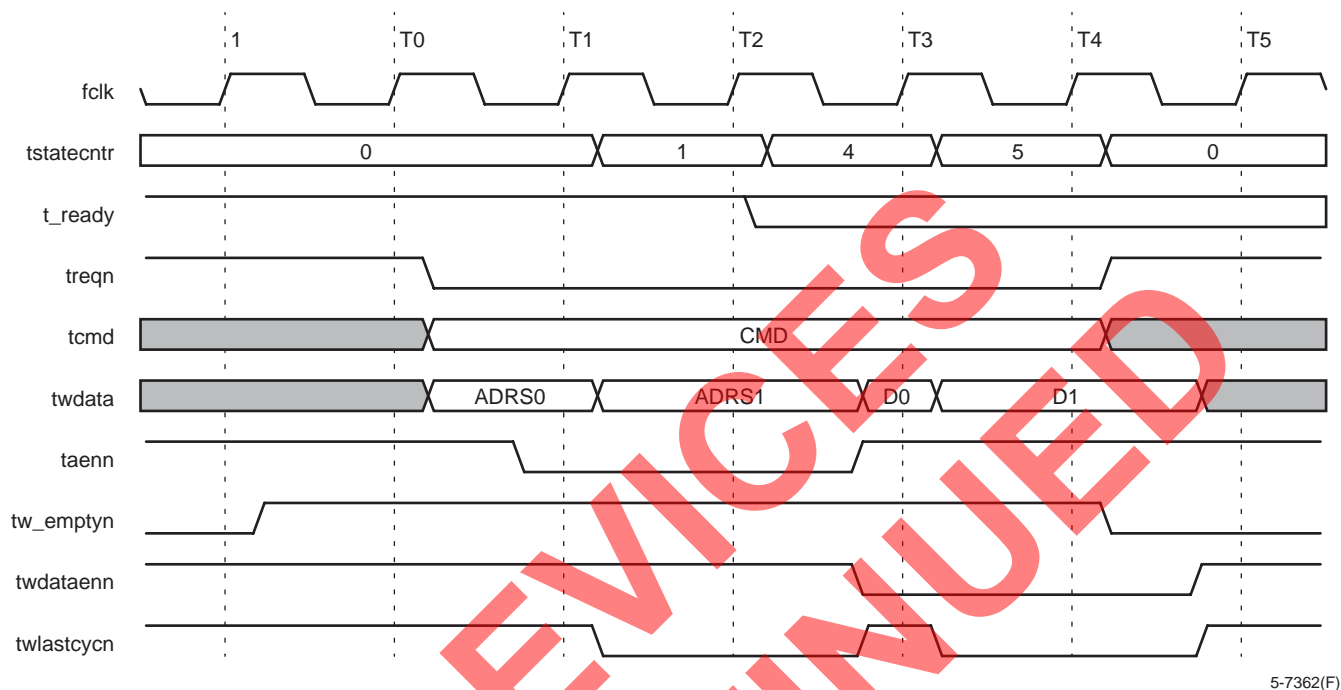 1 T0 T1 T2 T3 T4 T5
fclk
tstatecntr 0 1 4 5 0
t_ready
treqn
tcmd CMD
twdata ADRS0 ADRS1 D0 D1
taenn
tw_emptyn
twdataenn
twlastcycn
5-7362(F)
EVICES
NUED